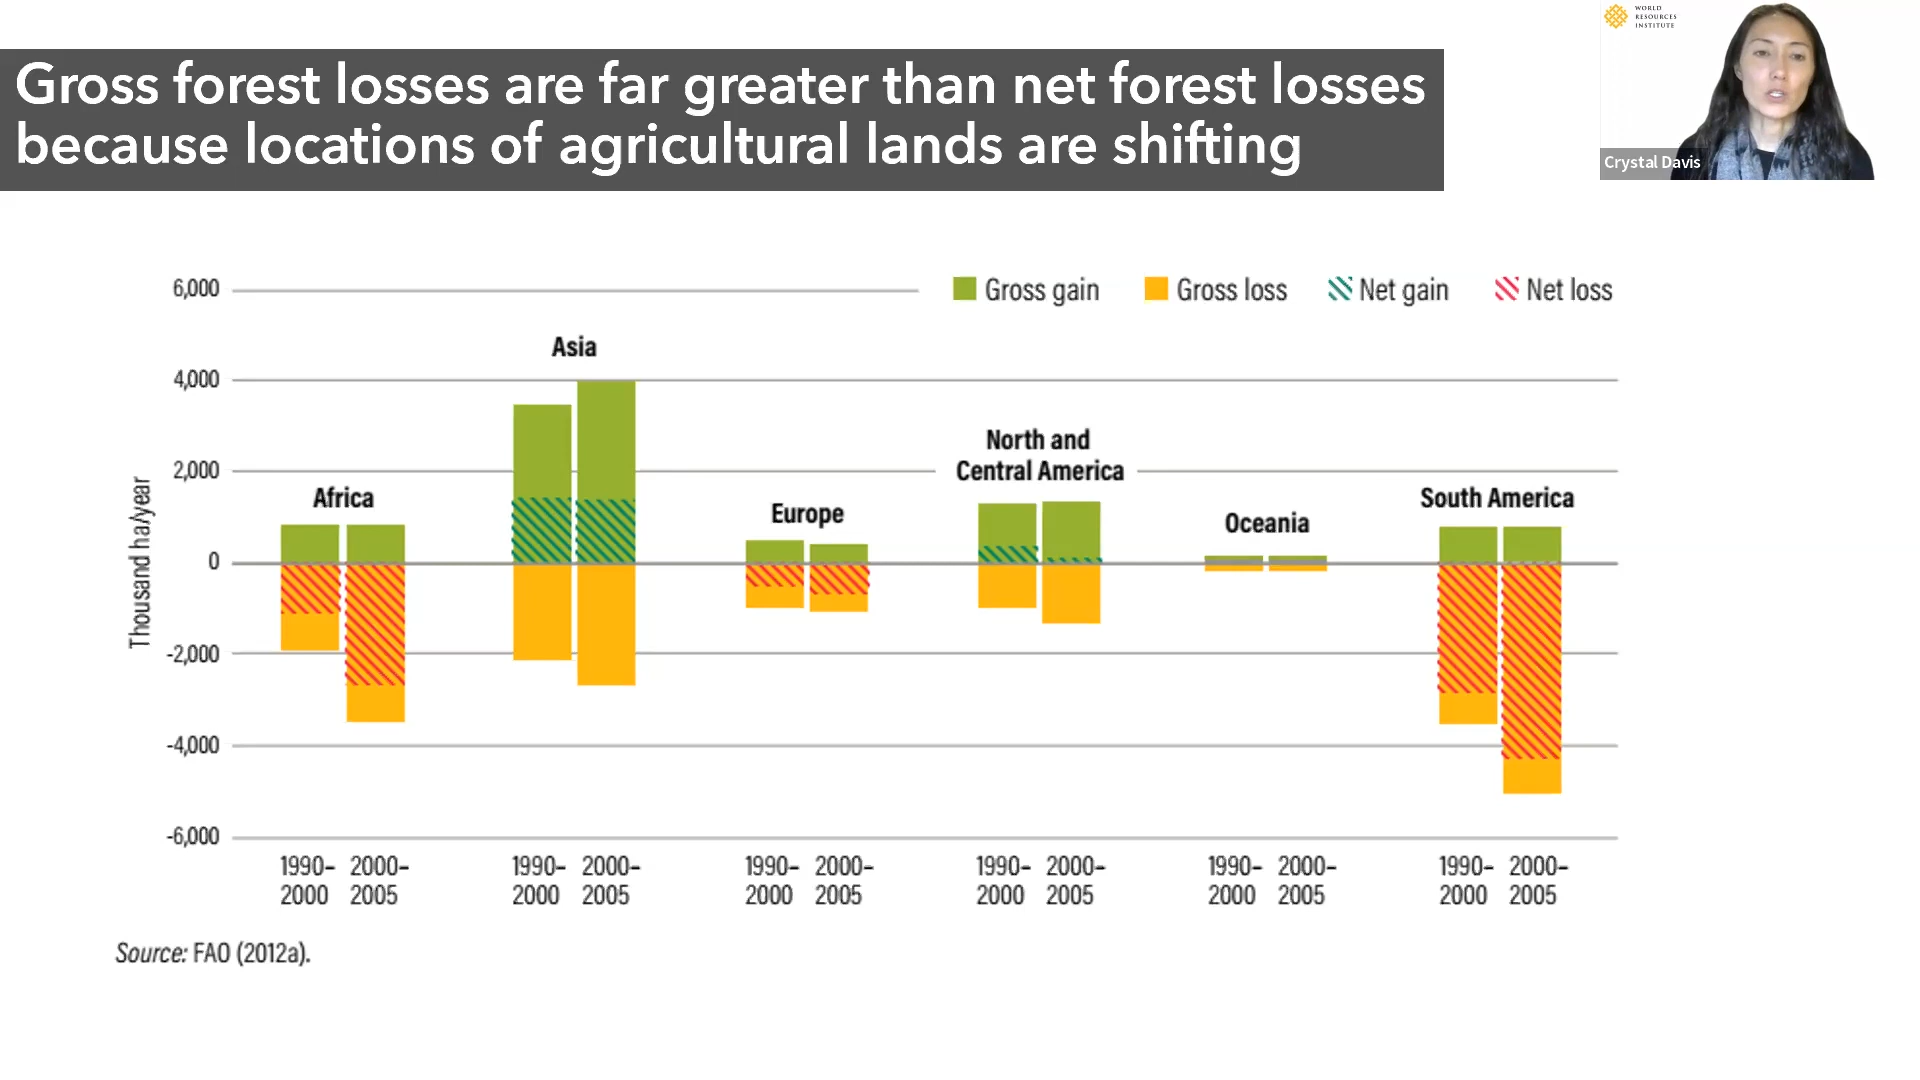 WORLD
RESOURCES
INSTITUTE
Gross forest losses are far greater than net forest losses
because locations of agricultural lands are shifting
Crystal Davis
Gross gain
Gross loss
Net gain
Net loss
Thousand ha/year
6,000
4,000
2,000
0
-2,000
-4,000
-6,000
Africa
Asia
Europe
North and
Central America
Oceania
South America
1990–
2000
2000–
2005
1990–
2000
2000–
2005
1990–
2000
2000–
2005
1990–
2000
2000–
2005
1990–
2000
2000–
2005
1990–
2000
2000–
2005
Source: FAO (2012a).